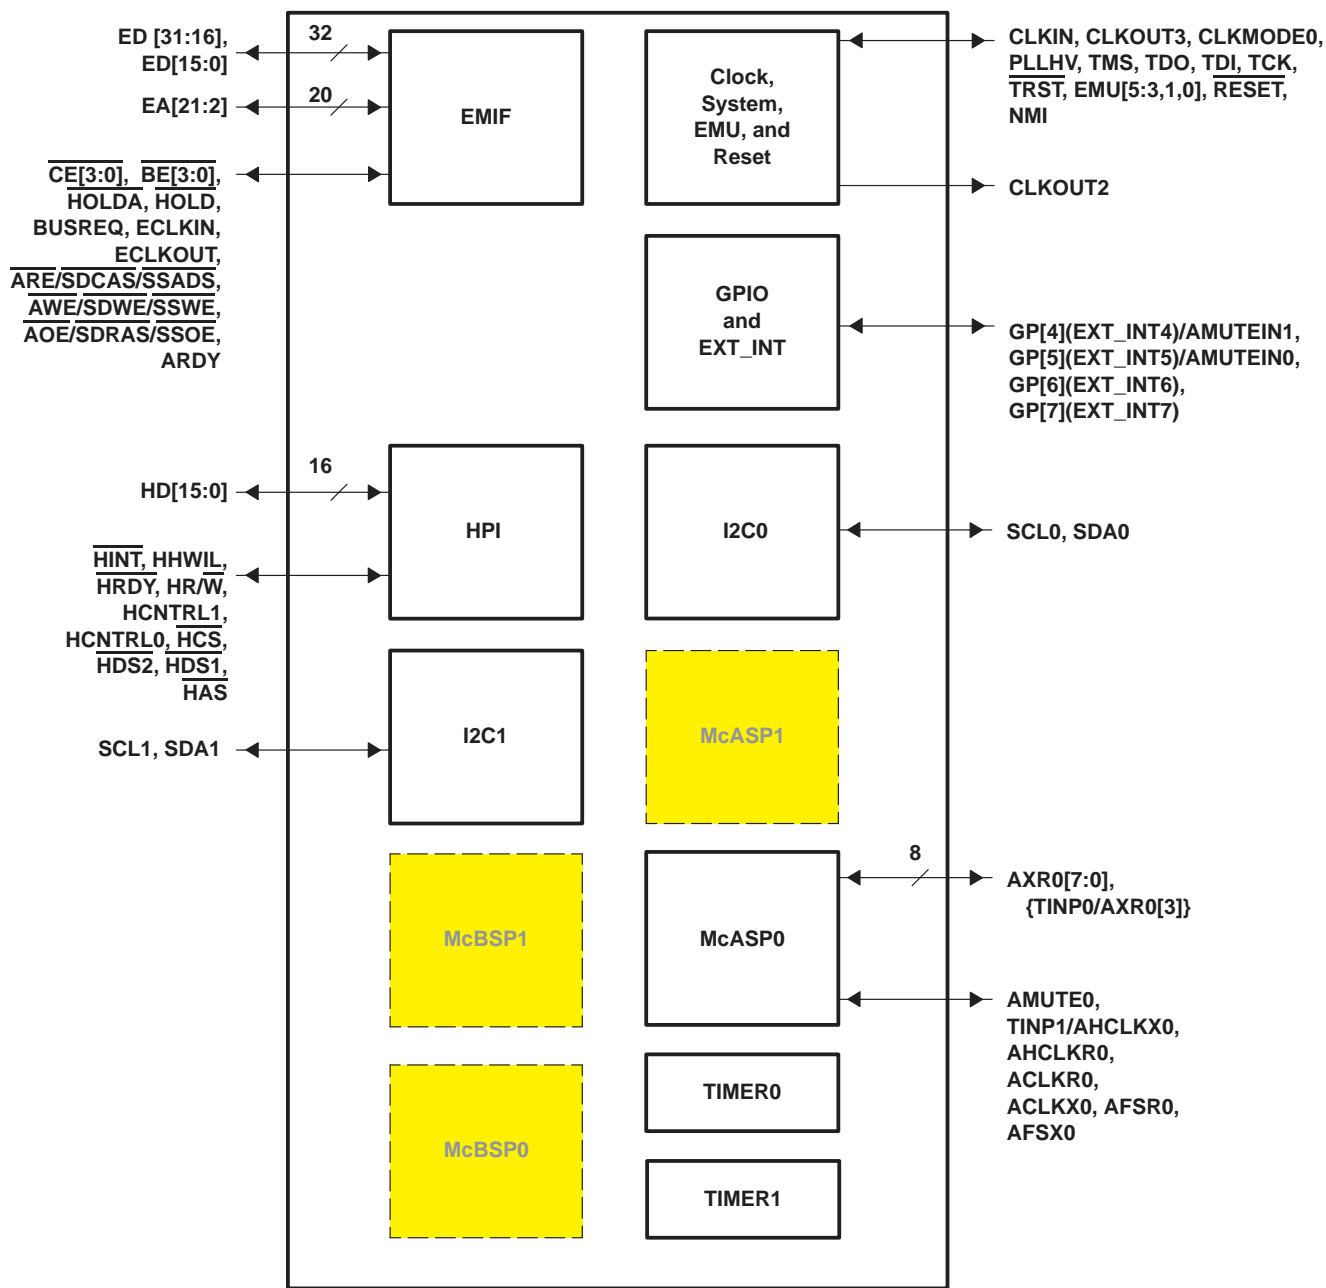 ED [31:16],
ED[15:0]
32
EA[21:2]
20
EMIF
CE[3:0], BE[3:0],
HOLDA, HOLD,
BUSREQ, ECLKIN,
ECLKOUT,
ARE/SDCAS/SSADS,
AWE/SDWE/SSWE,
AOE/SDRAS/SSOE,
ARDY
Clock,
System,
EMU, and
Reset
CLKIN, CLKOUT3, CLKMODE0,
PLLHV, TMS, TDO, TDI, TCK,
TRST, EMU[5:3,1,0], RESET,
NMI
CLKOUT2
GPIO
and
EXT_INT
GP[4](EXT_INT4)/AMUTEIN1,
GP[5](EXT_INT5)/AMUTEIN0,
GP[6](EXT_INT6),
GP[7](EXT_INT7)
HD[15:0]
16
HPI
HINT, HHWIL,
HRDY, HR/W,
HCNTRL1,
HCNTRL0, HCS,
HDS2, HDS1,
HAS
I2C0
SCL0, SDA0
SCL1, SDA1
I2C1
McASP1
McBSP1
McASP0
8
AXR0[7:0],
{TINP0/AXR0[3]}
AMUTE0,
TINP1/AHCLKX0,
AHCLKR0,
ACLKR0,
ACLKX0, AFSR0,
AFSX0
McBSP0
TIMER0
TIMER1